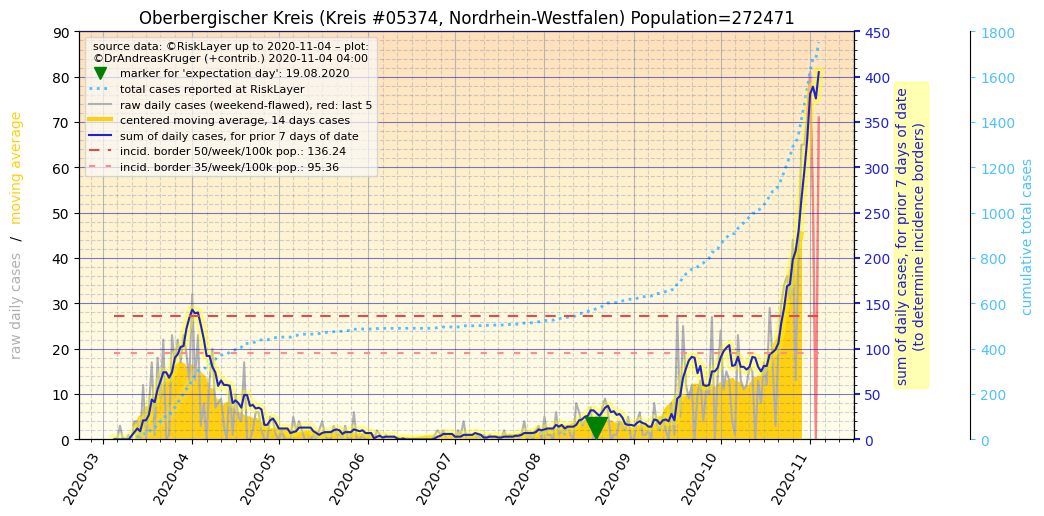 Oberbergischer Kreis (Kreis #05374, Nordrhein-Westfalen) Population=272471
source data: ©RiskLayer up to 2020-11-04 – plot:
©DrAndreasKruger (+contrib.) 2020-11-04 04:00
marker for 'expectation day': 19.08.2020
total cases reported at RiskLayer
raw daily cases (weekend-flawed), red: last 5
centered moving average, 14 days cases
sum of daily cases, for prior 7 days of date
incid. border 50/week/100k pop.: 136.24
incid. border 35/week/100k pop.: 95.36
raw daily cases / moving average
90
80
70
60
50
40
30
20
10
0
2020-03
2020-04
2020-05
2020-06
2020-07
2020-08
2020-09
2020-10
2020-11
450
400
350
300
250
200
150
100
50
0
sum of daily cases, for prior 7 days of date
(to determine incidence borders)
1800
1600
1400
1200
1000
800
600
400
200
0
cumulative total cases